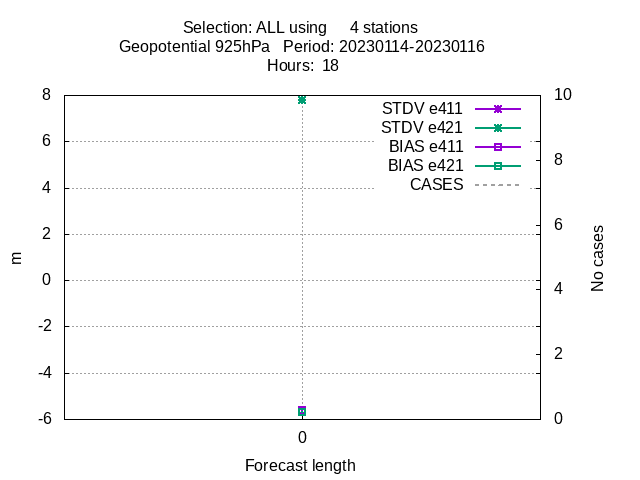 Selection: ALL using     4 stations
Geopotential 925hPa   Period: 20230114-20230116
Hours:  18
8
6
4
2
0
-2
-4
-6
m
STDV e411
STDV e421
BIAS e411
BIAS e421
CASES
10
8
6
4
2
0
No cases
0
Forecast length